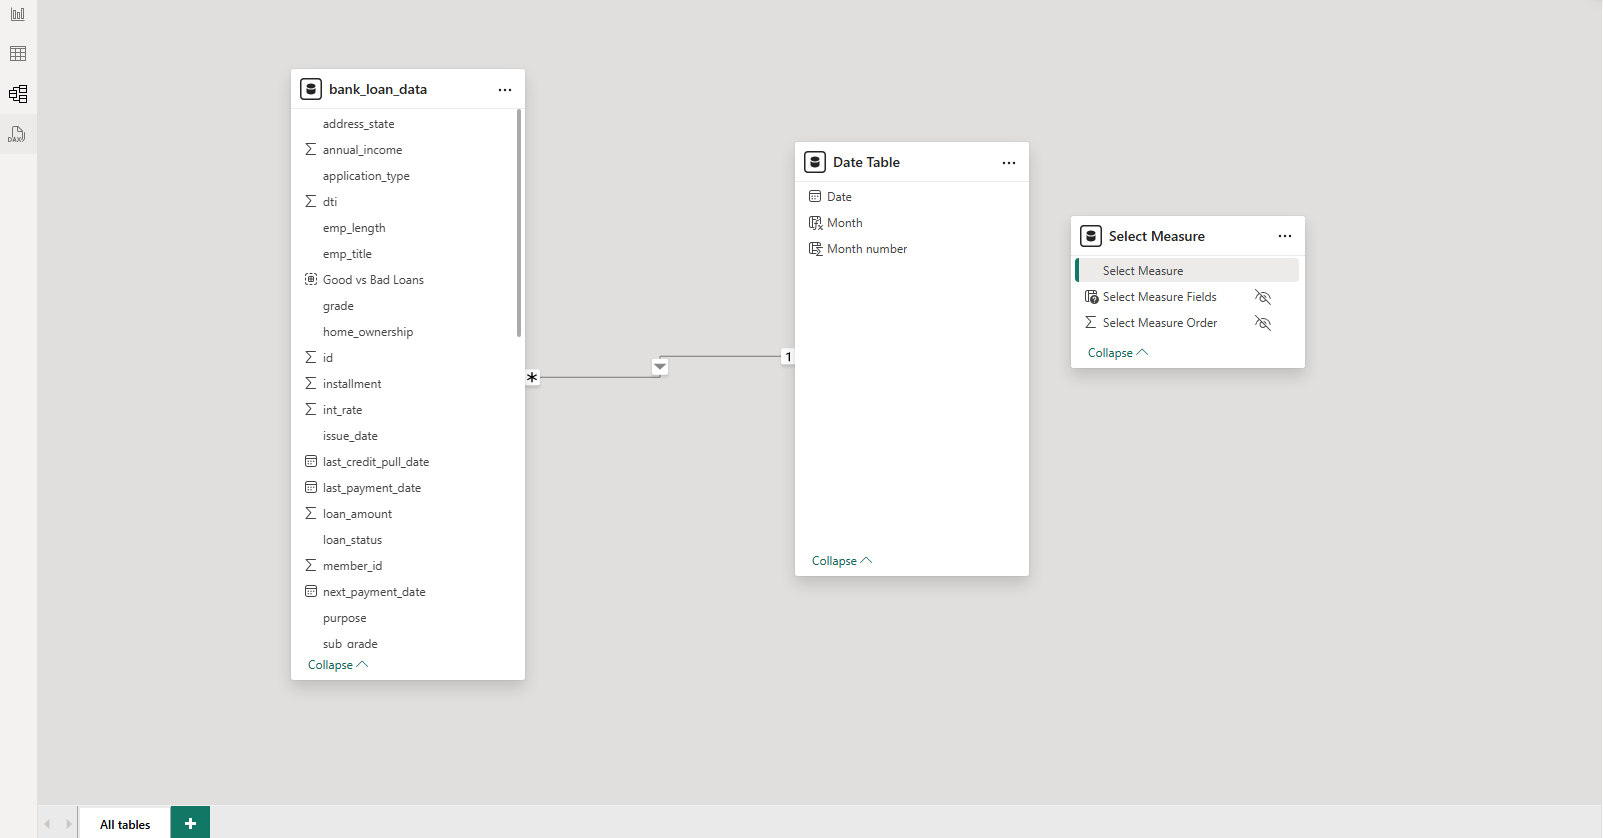 DAX
bank_loan_data
address_state
annual_income
application_type
dti
emp_length
emp_title
Good vs Bad Loans
grade
home_ownership
id
installment
int_rate
issue_date
last_credit_pull_date
last_payment_date
loan_amount
loan_status
member_id
next_payment_date
purpose
sub_grade
Collapse
* 1
Date Table
Date
Month
Month number
Collapse
Select Measure
Select Measure
Select Measure Fields
Select Measure Order
Collapse
All tables
+